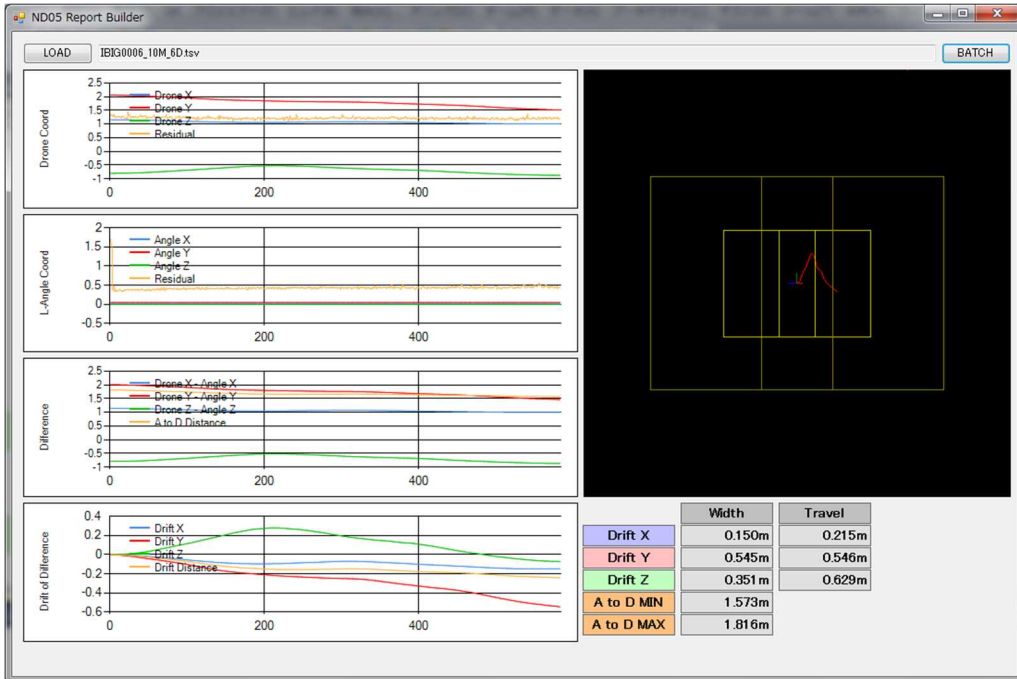 ND05 Report Builder
LOAD
IBIG0006_10M_6D.tsv
BATCH
Drone Coord
2.5
2
1.5
1
0.5
0
-0.5
-1
Drone X
Drone Y
Drone Z
Residual
0 200 400
L-Angle Coord
2
1.5
1
0.5
0
-0.5
Angle X
Angle Y
Angle Z
Residual
0 200 400
Difference
2.5
2
1.5
1
0.5
0
-0.5
-1
Drone X - Angle X
Drone Y - Angle Y
Drone Z - Angle Z
A to D Distance
0 200 400
Drift of Difference
0.4
0.2
0
-0.2
-0.4
-0.6
Drift X
Drift Y
Drift Z
Drift Distance
0 200 400
Width Travel
Drift X 0.150m 0.215m
Drift Y 0.545m 0.546m
Drift Z 0.351m 0.629m
A to D MIN 1.573m
A to D MAX 1.816m